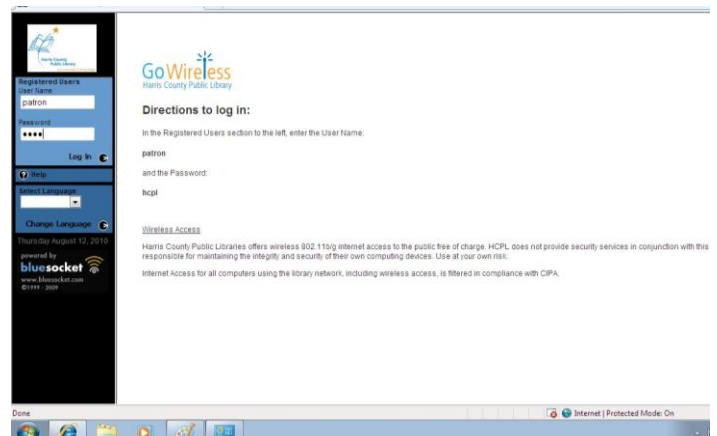 Harris County
Public Library
Registered Users
User Name
patron
Password
Log In
Help
Select Language
Change Language
Thursday August 12, 2010
powered by
bluesocket
www.bluesocket.com
©1999 - 2009
GoWireless
Harris County Public Library
Directions to log in:
In the Registered Users section to the left, enter the User Name:
patron
and the Password:
hcpl
Wireless Access
Harris County Public Libraries offers wireless 802.11b/g internet access to the public free of charge. HCPL does not provide security services in conjunction with this
responsible for maintaining the integrity and security of their own computing devices. Use at your own risk.
Internet Access for all computers using the library network, including wireless access, is filtered in compliance with CIPA.
Done
Internet | Protected Mode: On